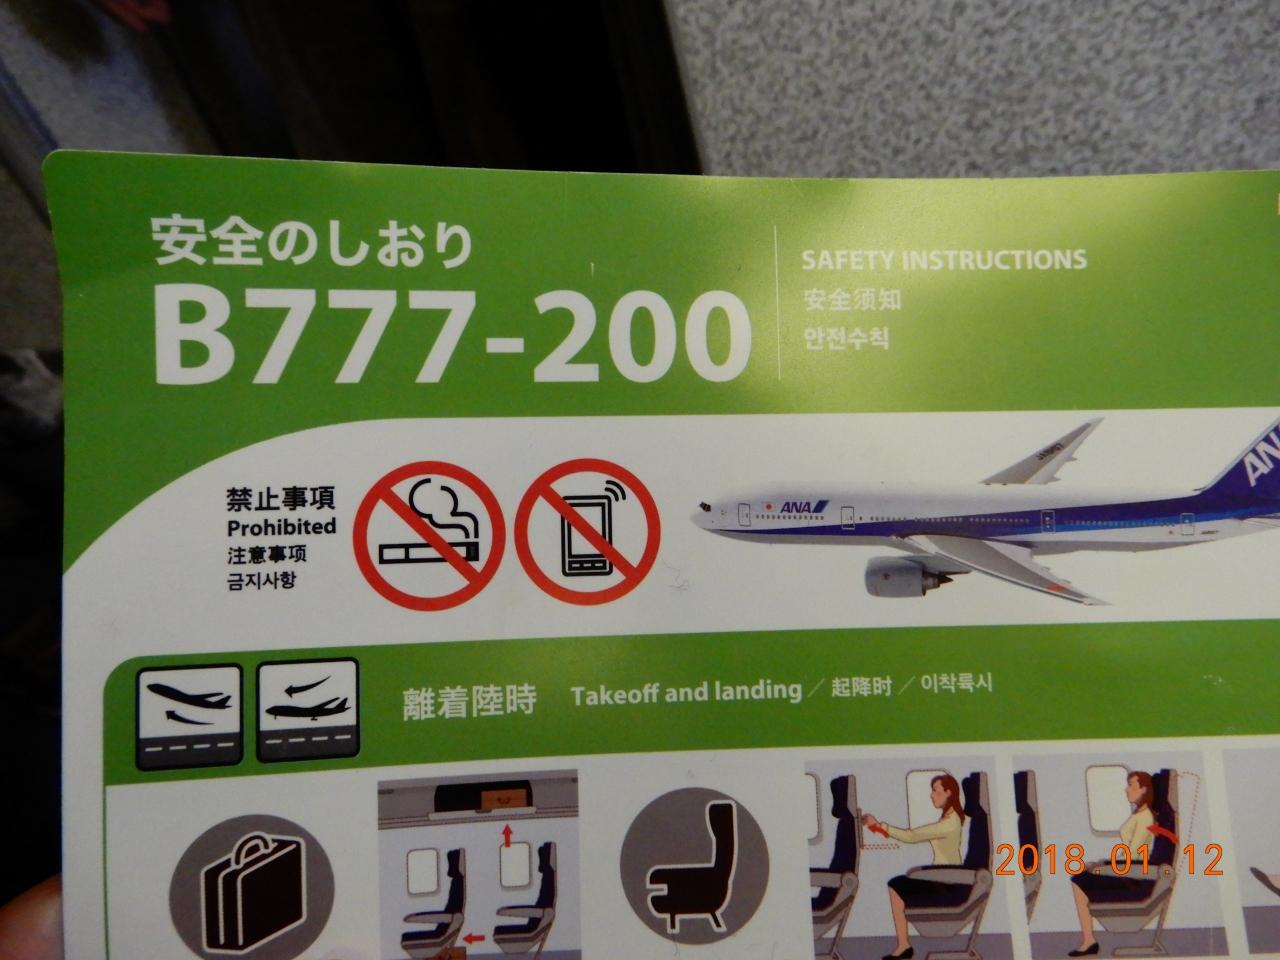 安全のしおり
B777-200
SAFETY INSTRUCTIONS
安全须知
안전수칙
禁止事項
Prohibited
注意事项
금지사항
ANA
ANA
離着陸時 Takeoff and landing / 起降时 / 이착륙시
2018.01.12